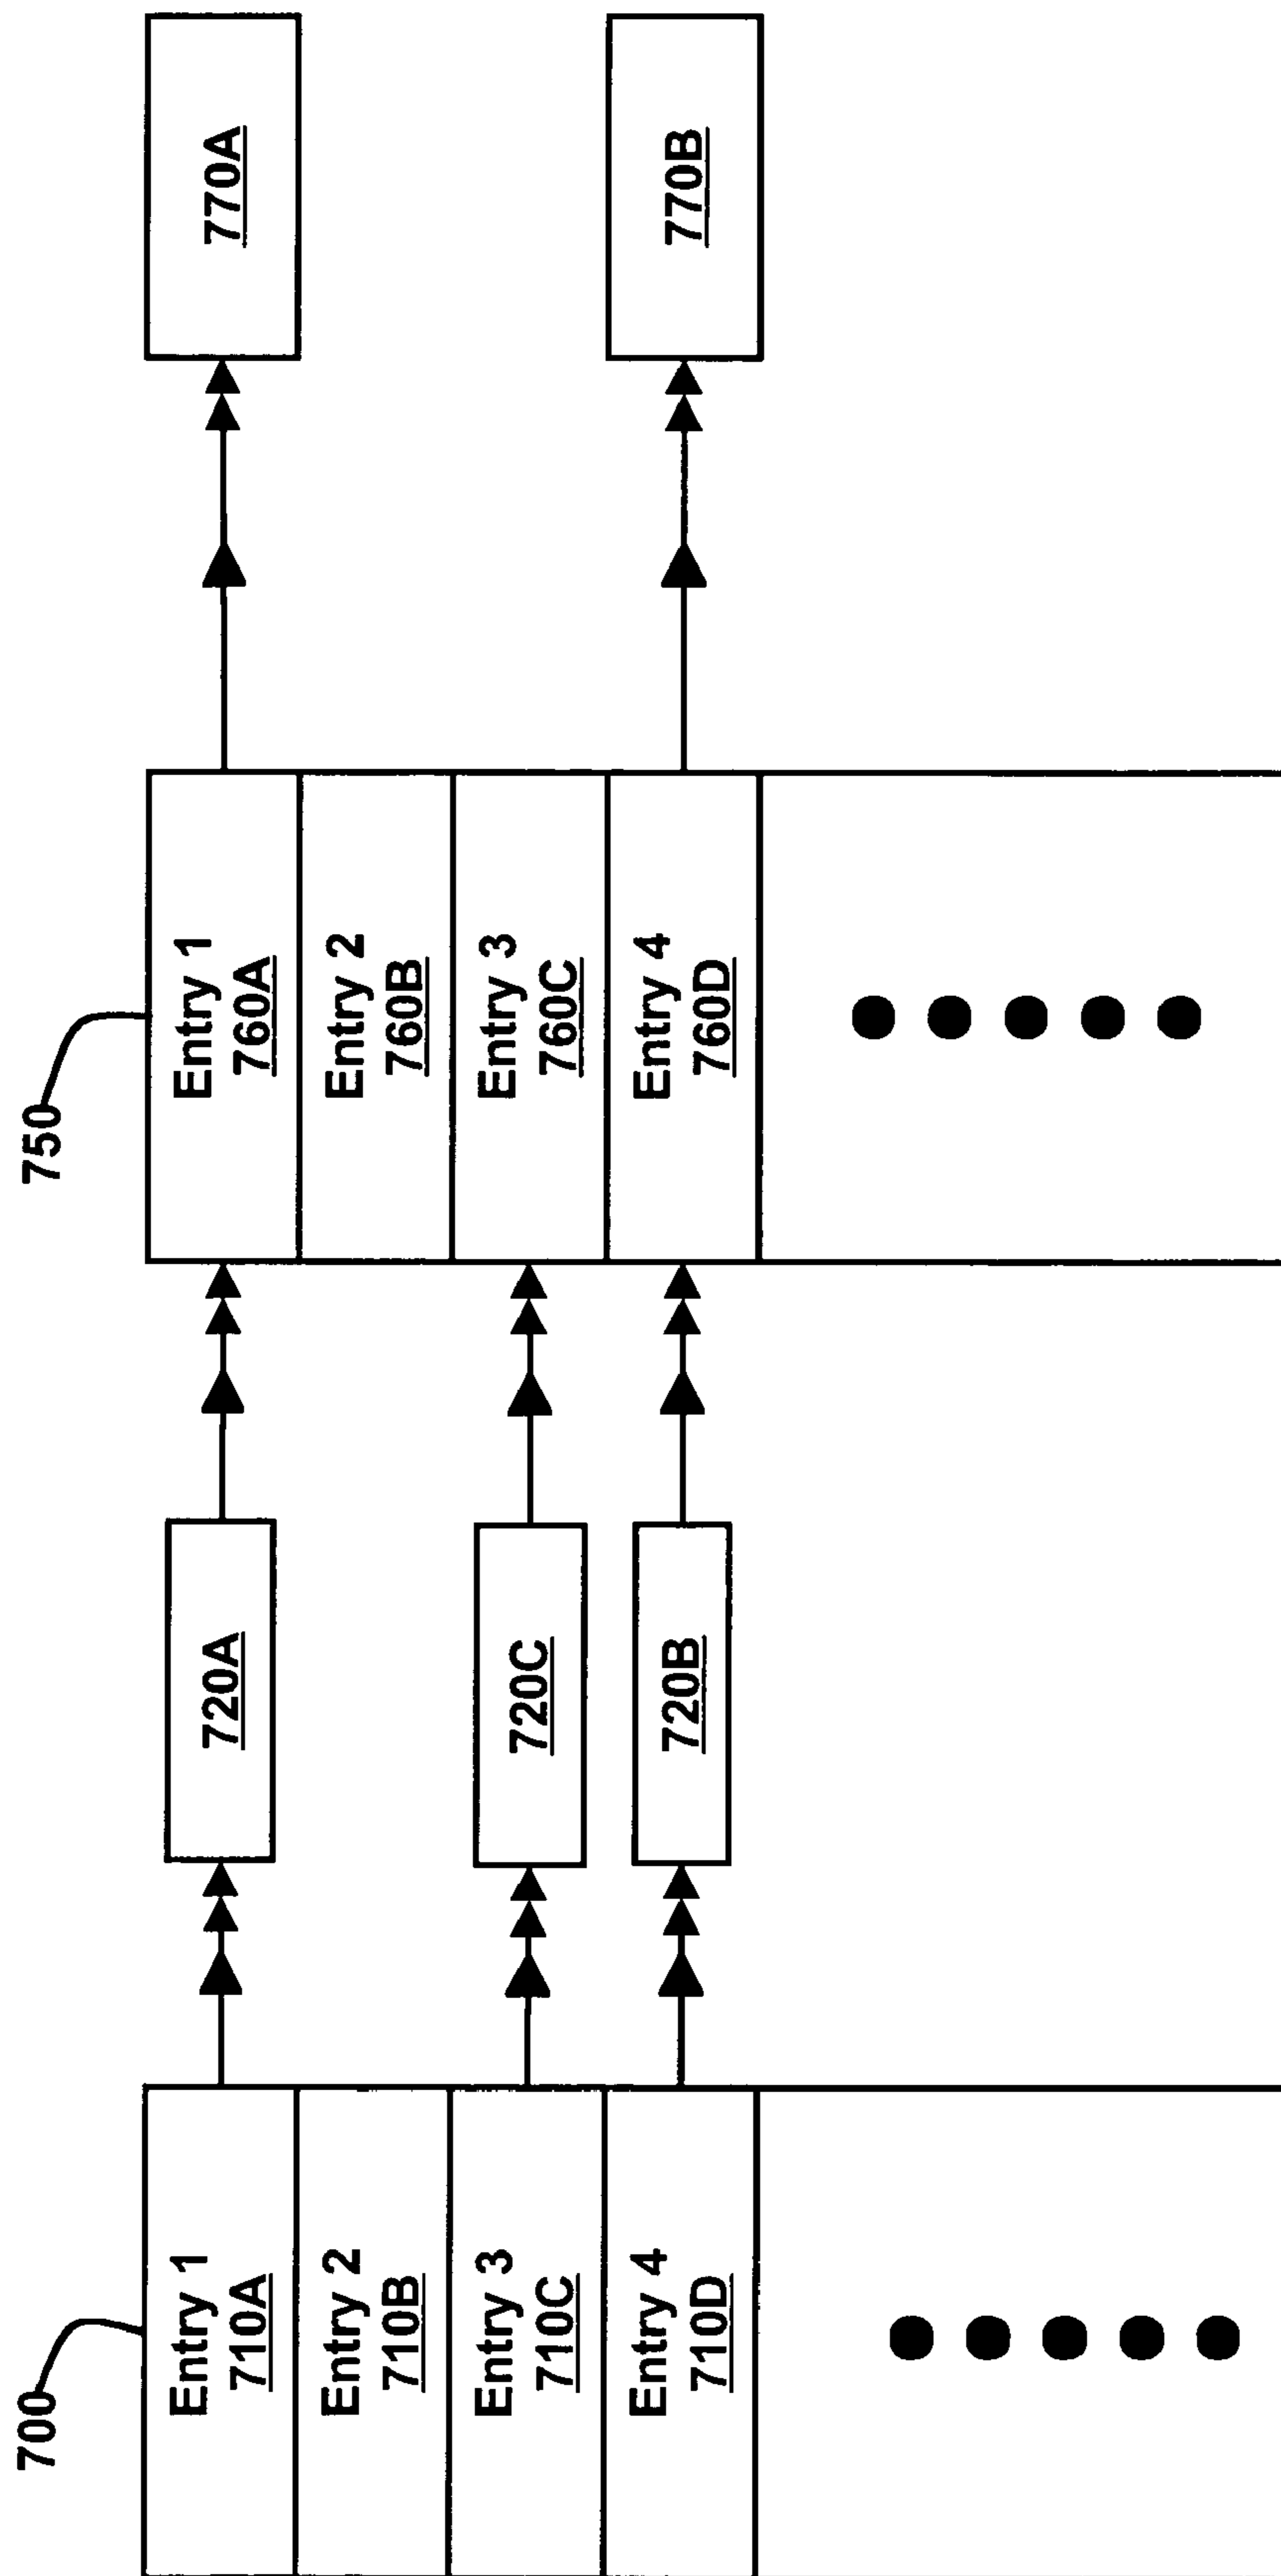 700
Entry 1
710A
Entry 2
710B
Entry 3
710C
Entry 4
710D
720A
720C
720B
750
Entry 1
760A
Entry 2
760B
Entry 3
760C
Entry 4
760D
770A
770B